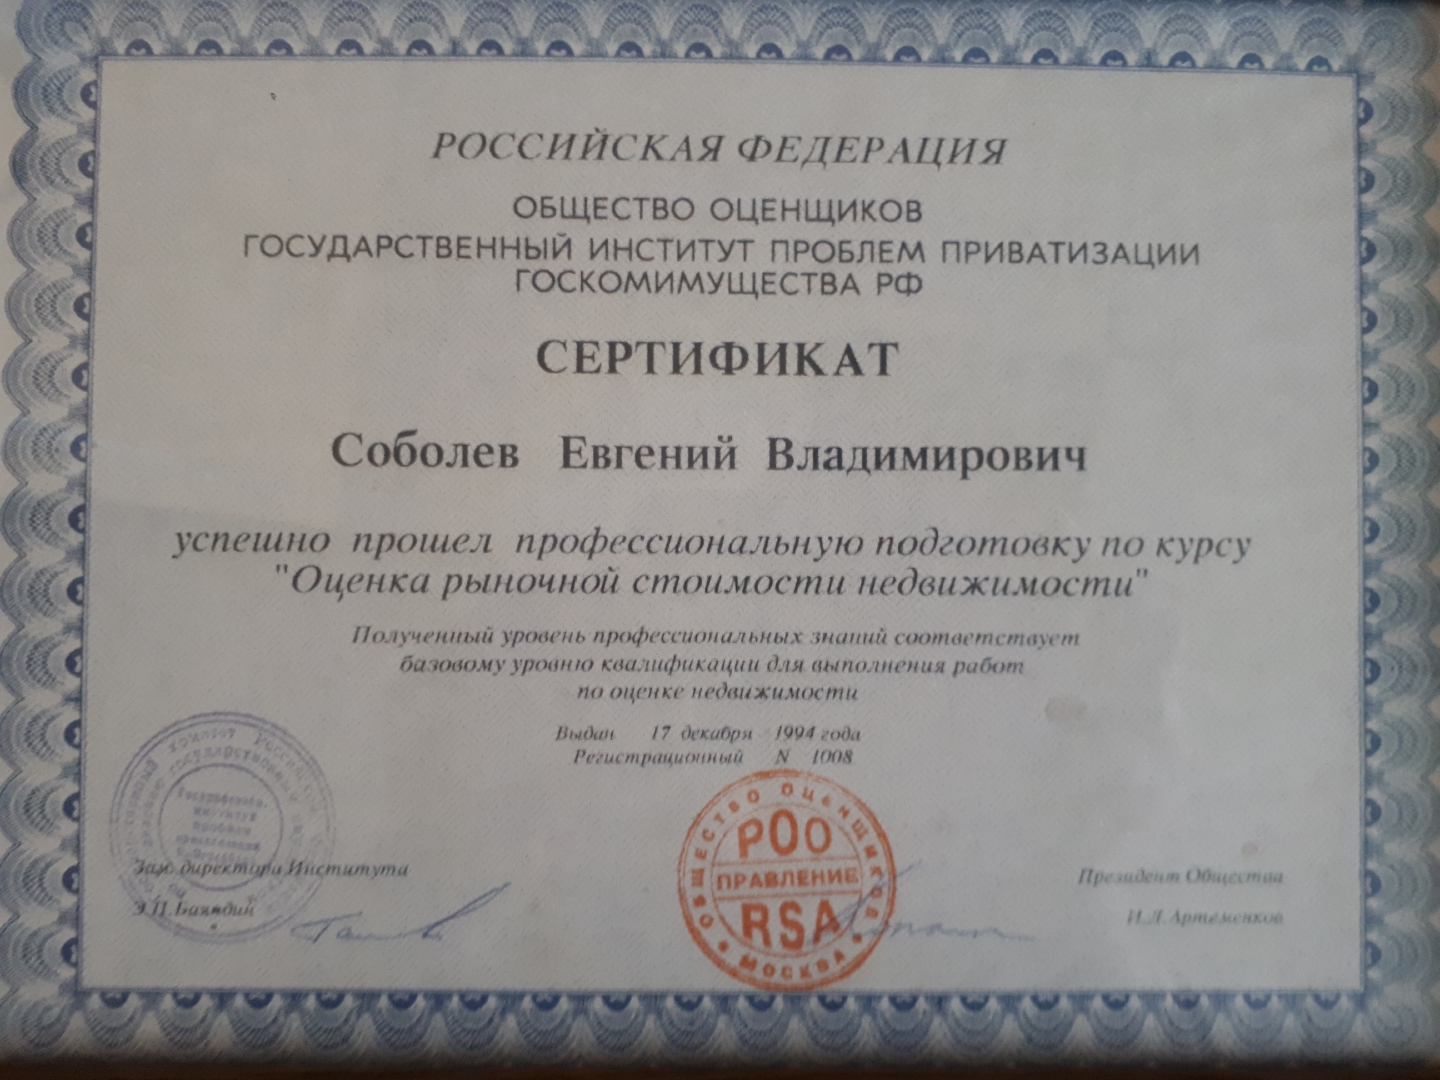 РОССИЙСКАЯ ФЕДЕРАЦИЯ
ОБЩЕСТВО ОЦЕНЩИКОВ
ГОСУДАРСТВЕННЫЙ ИНСТИТУТ ПРОБЛЕМ ПРИВАТИЗАЦИИ
ГОСКОМИМУЩЕСТВА РФ
СЕРТИФИКАТ
Соболев Евгений Владимирович
успешно прошел профессиональную подготовку по курсу
"Оценка рыночной стоимости недвижимости"
Полученный уровень профессиональных знаний соответствует
базовому уровню квалификации для выполнения работ
по оценке недвижимости
Выдан 17 декабря 1994 года
Регистрационный N 1008
ОБЩЕСТВО ОЦЕНЩИКОВ
РОО
ПРАВЛЕНИЕ
RSA
МОСКВА
Зам. директора Института
Э.П.
Президент Общества
И.Л. Артеменков